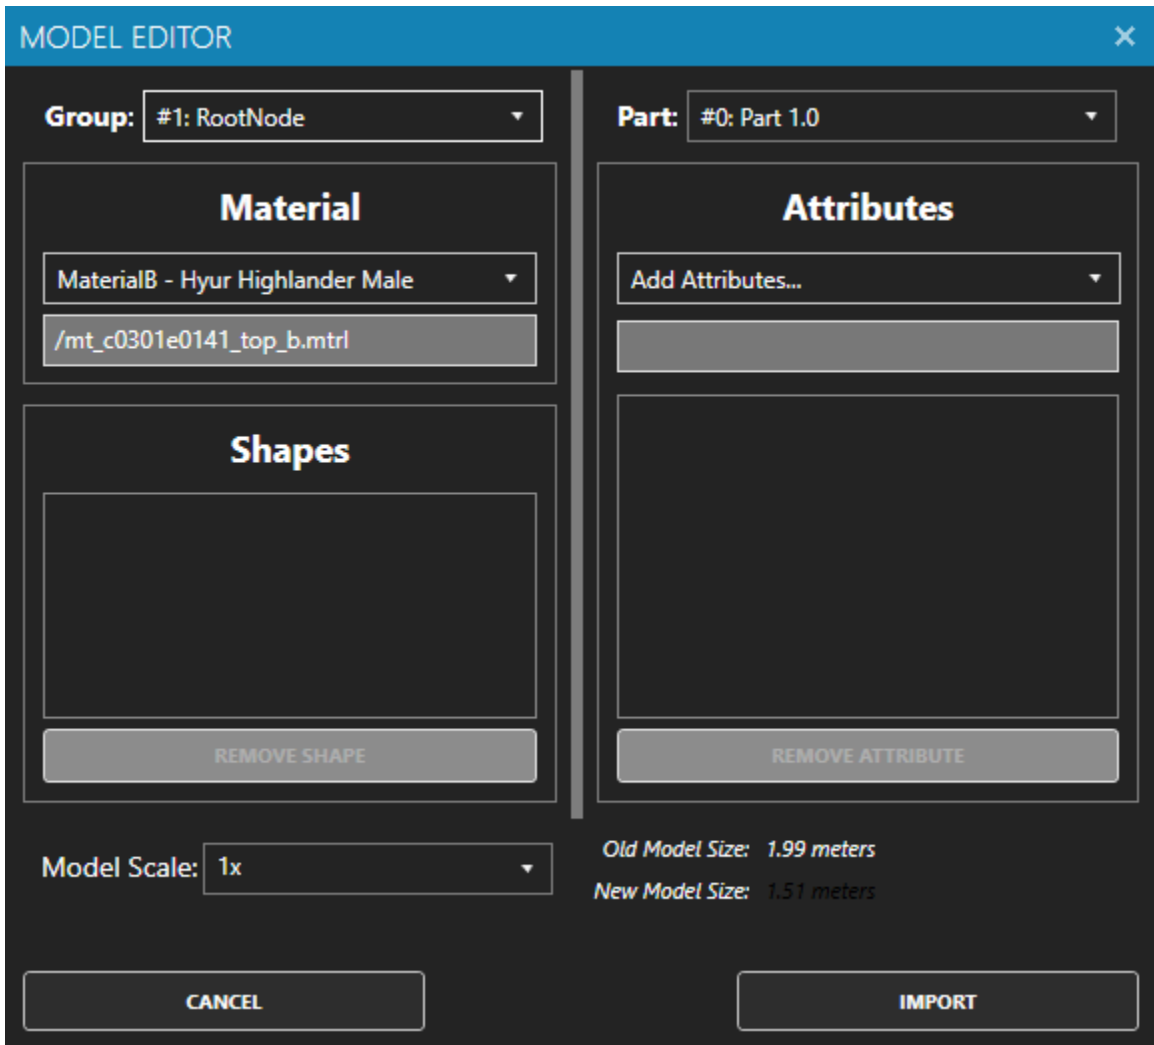 MODEL EDITOR
Group: #1: RootNode
Part: #0: Part 1.0
Material
MaterialB - Hyur Highlander Male
/mt_c0301e0141_top_b.mtrl
Shapes
REMOVE SHAPE
Attributes
Add Attributes...
REMOVE ATTRIBUTE
Model Scale: 1x
Old Model Size: 1.99 meters
New Model Size: 1.51 meters
CANCEL
IMPORT